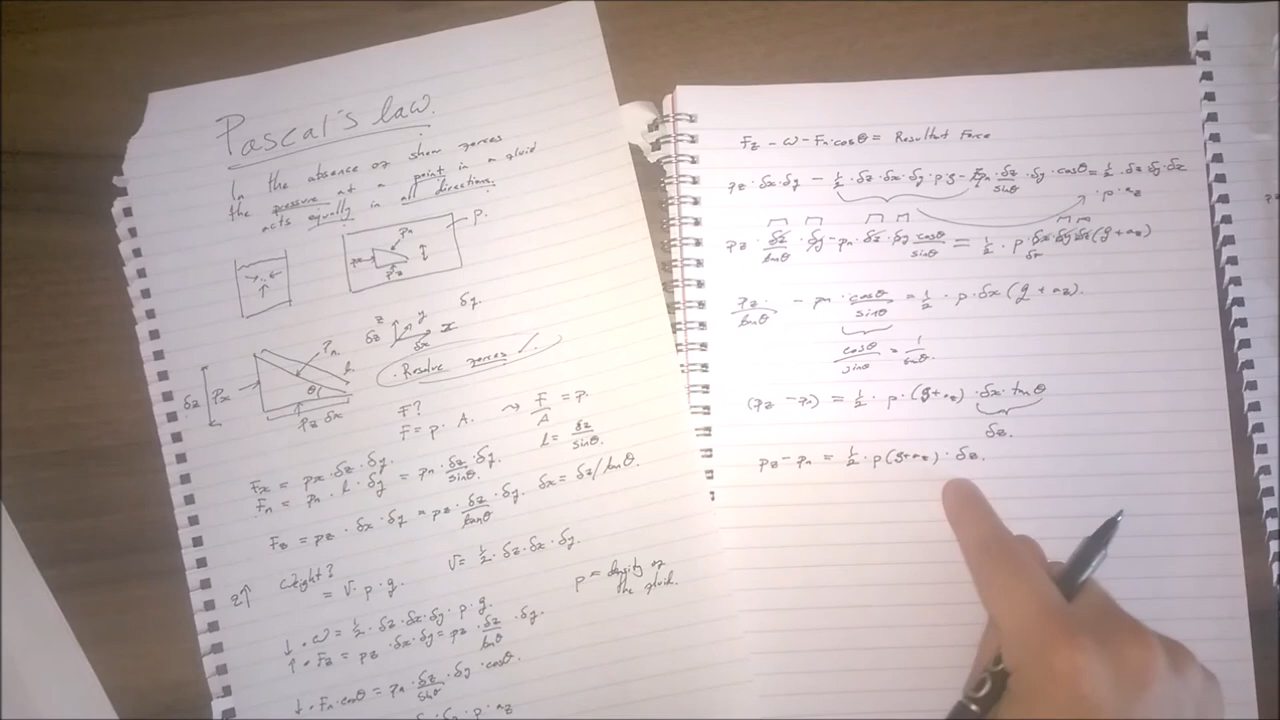 Pascal's law.
In the absence of shear forces
the pressure at a point in a fluid
acts equally in all directions.
p.
pn
px
pz
z y x
δz δx δy.
Pn
l
δz Px
θ
pz δx
Resolve forces ✓.
F?
F = p · A. → F/A = p.
l = δz/sinθ.
Fx = px · δz · δy.
Fn = pn · l · δy = pn · δz/sinθ · δy.
Fz = pz · δx · δy = pz · δz/tanθ · δy. δx = δz/tanθ.
z↑ Weight?
= V · ρ · g. V = 1/2 · δz · δx · δy.
ρ = density of
the fluid.
↓ · ω = 1/2 · δz · δx · δy · ρ · g.
↑ · Fz = pz · δx · δy = pz · δz/tanθ · δy.
↓ · Fn · cosθ = pn · δz/sinθ · δy · cosθ.
· ρ · az
Fz - ω - Fn · cosθ = Resultant Force
pz · δx · δy - 1/2 · δz · δx · δy · ρ g - pn · δz/sinθ · δy · cosθ = 1/2 · δz δy · δx
· ρ · az
pz · δz/tanθ · δy - pn · δz · δy cosθ/sinθ = 1/2 · ρ δx δy δz (g + az)
pz · /tanθ - pn · cosθ/sinθ = 1/2 · ρ · δx (g + az).
cosθ/sinθ = 1/tanθ.
(pz - pn) = 1/2 · ρ · (g + az) · δx · tanθ
δz.
pz - pn = 1/2 · ρ (g + az) · δz.